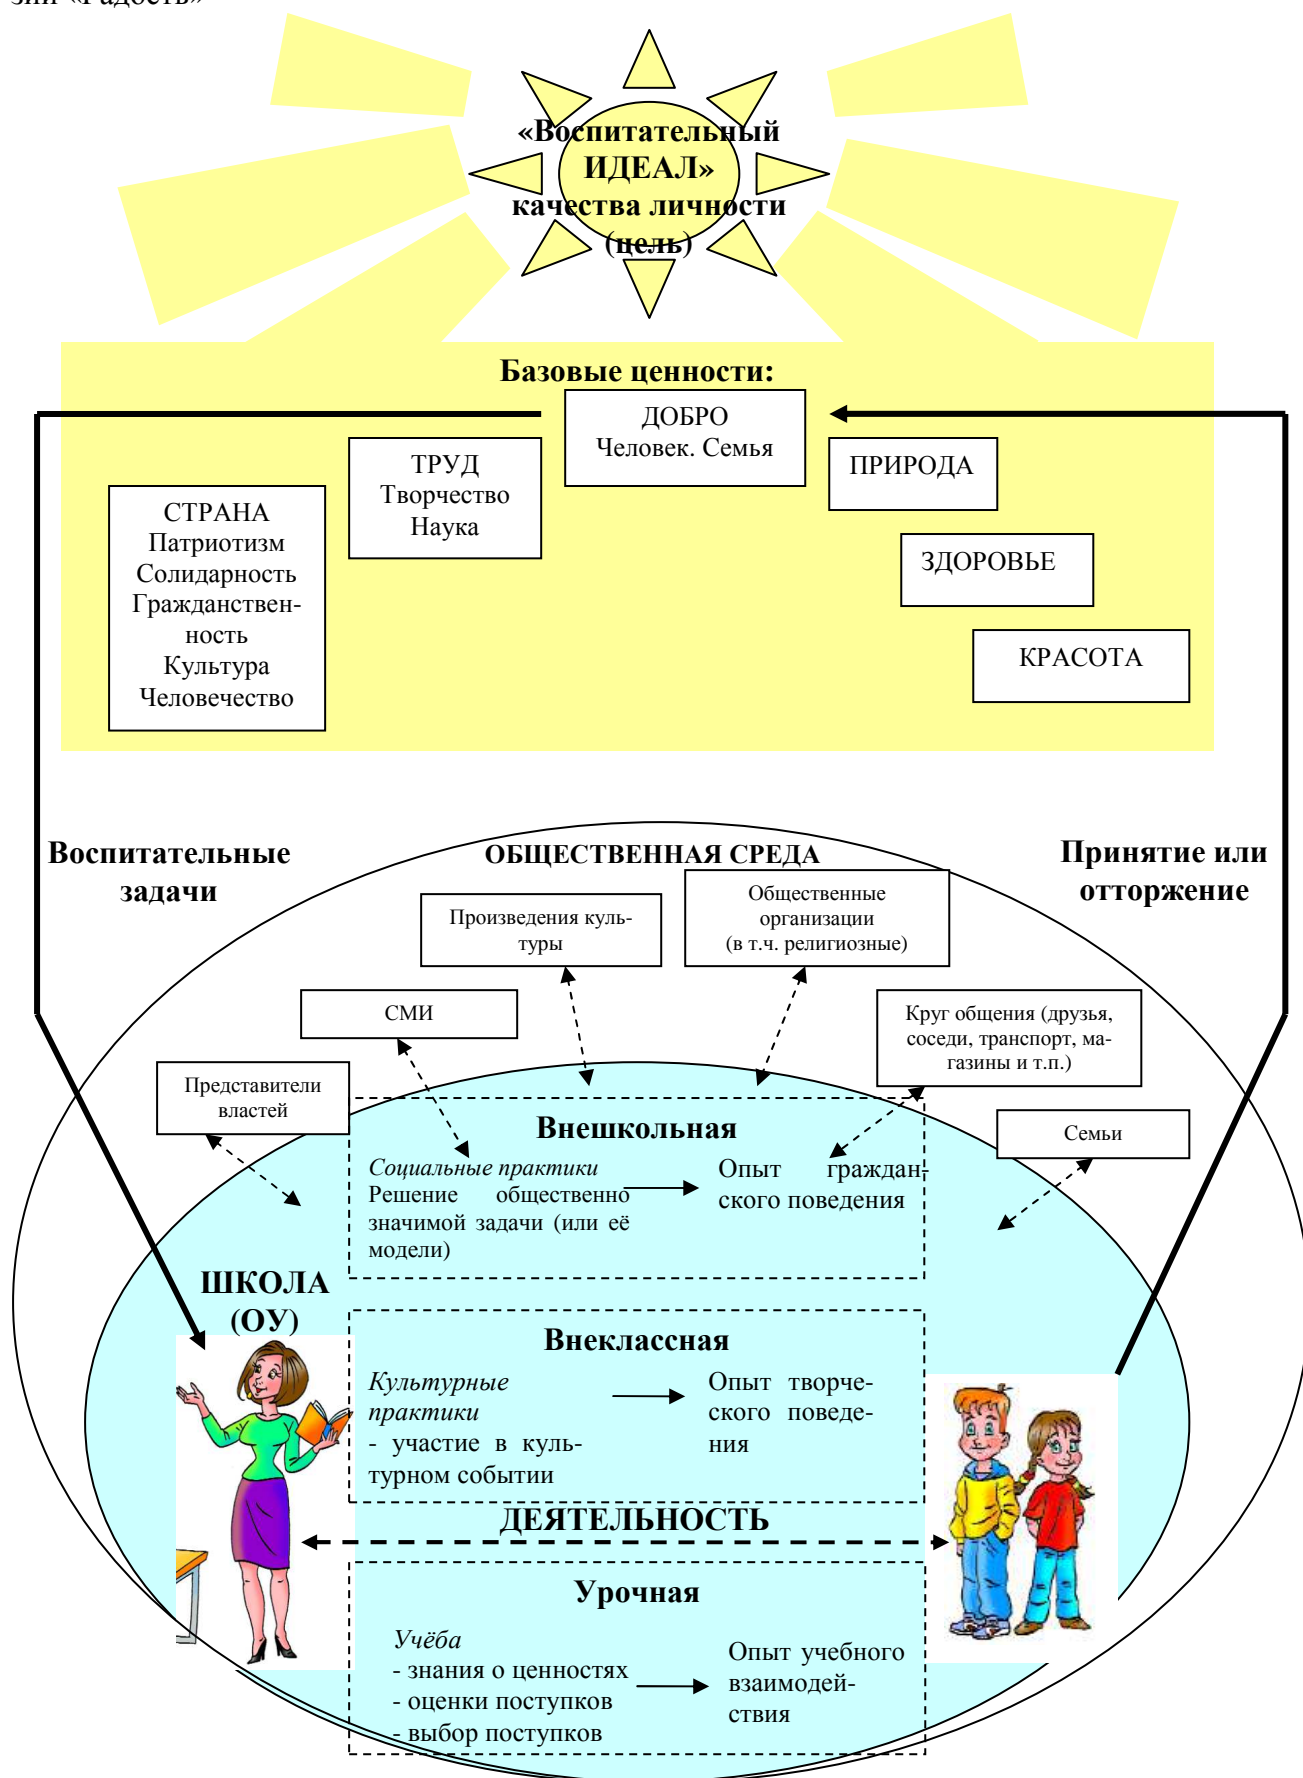 «Радость»
«Воспитательный
ИДЕАЛ»
качества личности
(цель)
Базовые ценности:
ДОБРО
Человек. Семья
ТРУД
Творчество
Наука
ПРИРОДА
СТРАНА
Патриотизм
Солидарность
Гражданствен-
ность
Культура
Человечество
ЗДОРОВЬЕ
КРАСОТА
Воспитательные
задачи
ОБЩЕСТВЕННАЯ СРЕДА
Принятие или
отторжение
Произведения куль-
туры
Общественные
организации
(в т.ч. религиозные)
СМИ
Круг общения (друзья,
соседи, транспорт, ма-
газины и т.п.)
Представители
властей
Семьи
Внешкольная
Социальные практики
Решение общественно
значимой задачи (или её
модели)
Опыт граждан-
ского поведения
ШКОЛА
(ОУ)
Внеклассная
Культурные
практики
- участие в куль-
турном событии
Опыт творче-
ского поведе-
ния
ДЕЯТЕЛЬНОСТЬ
Урочная
Учёба
- знания о ценностях
- оценки поступков
- выбор поступков
Опыт учебного
взаимодей-
ствия